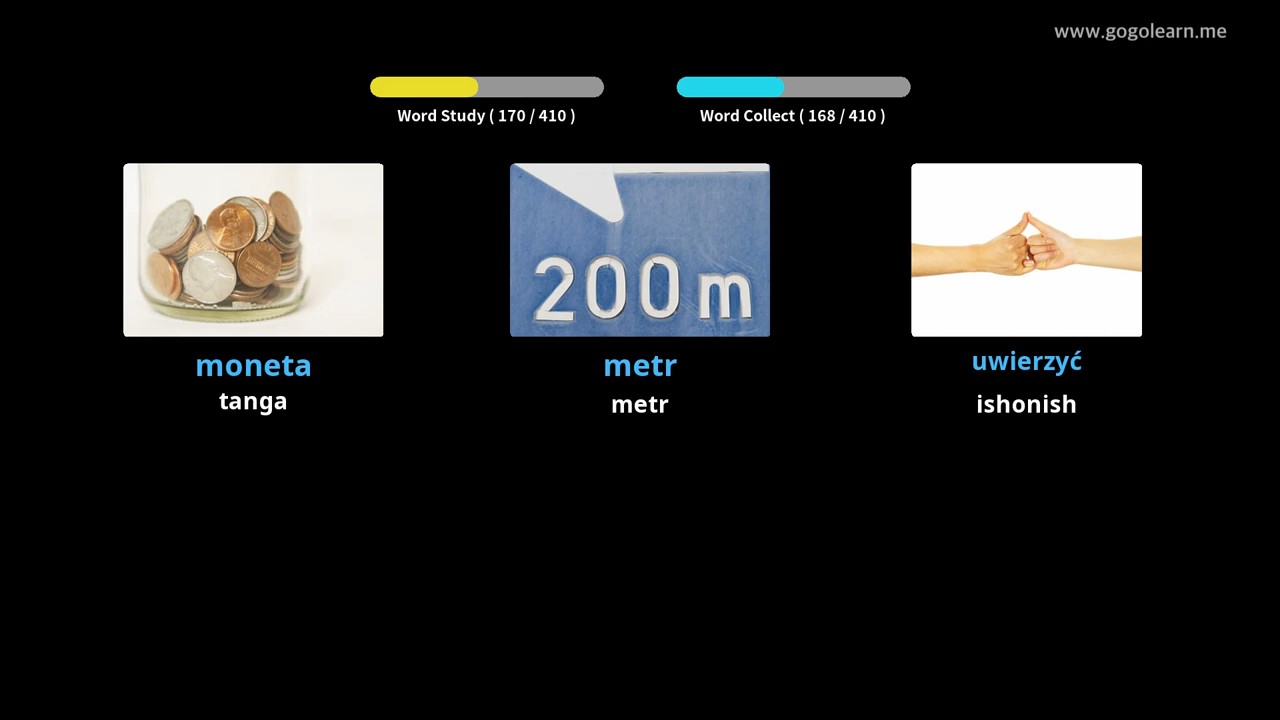 www.gogolearn.me
Word Study ( 170 / 410 )
Word Collect ( 168 / 410 )
200 m
moneta
tanga
metr
metr
uwierzyć
ishonish